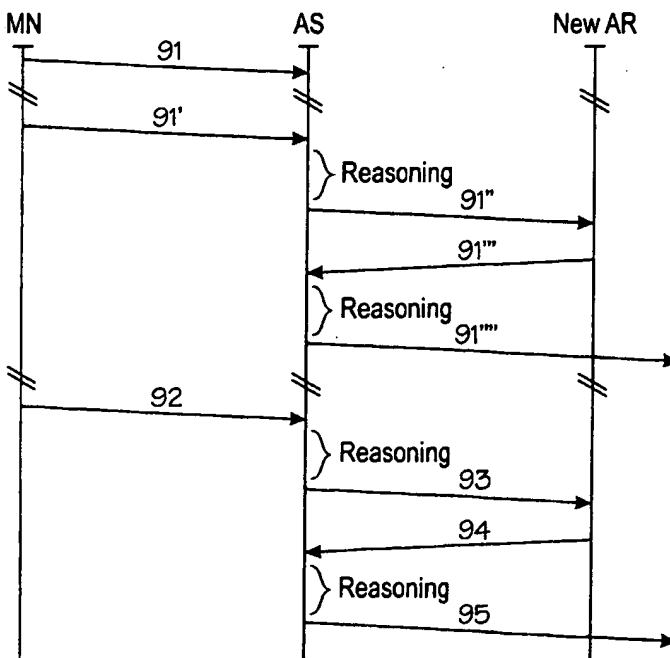 MN AS New AR
91
91'
Reasoning
91"
91'"
Reasoning
91""
92
Reasoning
93
94
Reasoning
95